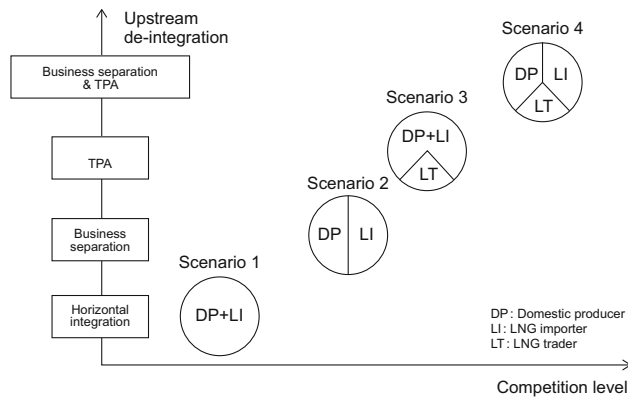 Upstream
de-integration
Scenario 4
Business separation
& TPA
DP
LI
LT
Scenario 3
DP+LI
LT
TPA
Scenario 2
DP
LI
Business
separation
Scenario 1
DP+LI
Horizontal
integration
DP: Domestic producer
LI: LNG importer
LT: LNG trader
Competition level